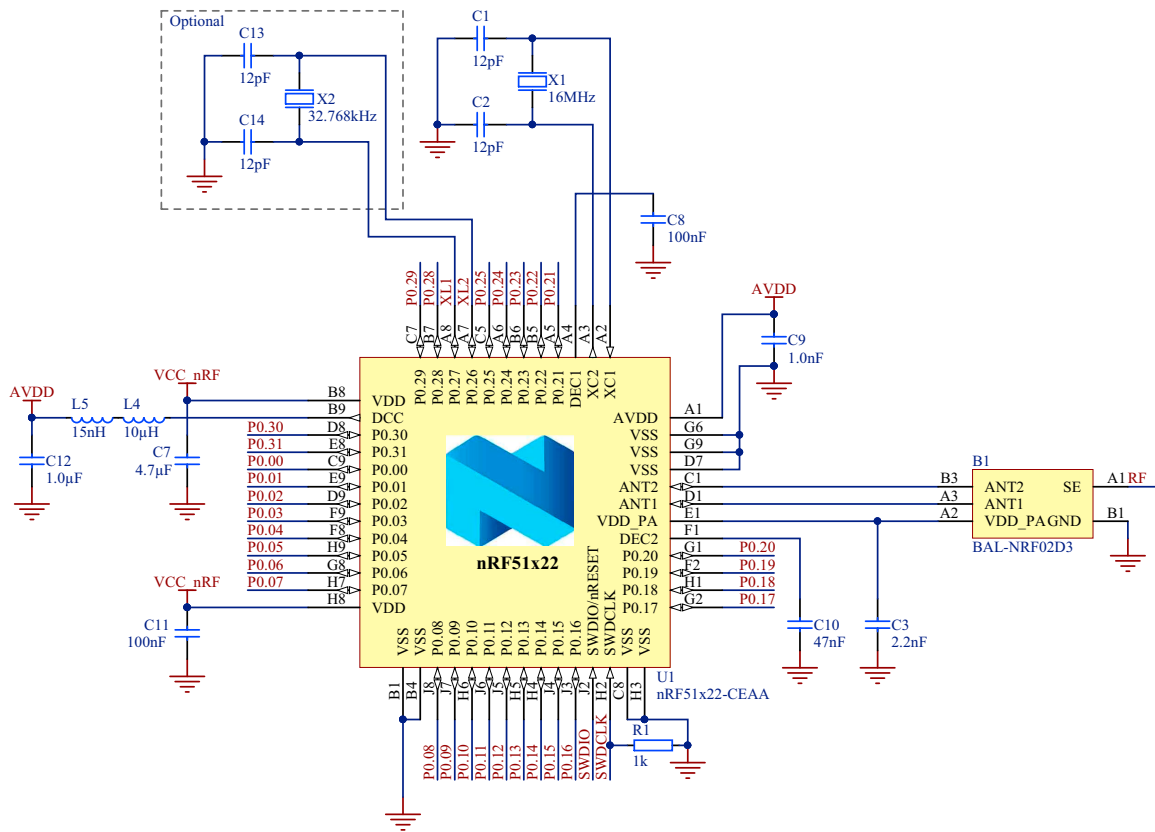 Optional
C13
12pF
X2
32.768kHz
C14
12pF
C1
12pF
X1
16MHz
C2
12pF
C8
100nF
P0.29
P0.28
XL1
XL2
P0.25
P0.24
P0.23
P0.22
P0.21
C7
B7
A8
A7
C5
A6
B6
B5
A5
A4
A3
A2
P0.29
P0.28
P0.27
P0.26
P0.25
P0.24
P0.23
P0.22
P0.21
DEC1
XC2
XC1
AVDD
C9
1.0nF
AVDD
L5
15nH
L4
10µH
VCC_nRF
C12
1.0µF
C7
4.7µF
B8 VDD
B9 DCC
P0.30 D8 P0.30
P0.31 E8 P0.31
P0.00 C9 P0.00
P0.01 E9 P0.01
P0.02 D9 P0.02
P0.03 F9 P0.03
P0.04 F8 P0.04
P0.05 H9 P0.05
P0.06 G8 P0.06
P0.07 H7 P0.07
H8 VDD
VCC_nRF
C11
100nF
nRF51x22
AVDD A1
VSS G6
VSS G9
VSS D7
ANT2 C1
ANT1 D1
VDD_PA E1
DEC2 F1
P0.20 G1 P0.20
P0.19 F2 P0.19
P0.18 H1 P0.18
P0.17 G2 P0.17
B1
B3 ANT2 SE A1 RF
A3 ANT1
A2 VDD_PA GND B1
BAL-NRF02D3
C10
47nF
C3
2.2nF
VSS
VSS
P0.08
P0.09
P0.10
P0.11
P0.12
P0.13
P0.14
P0.15
P0.16
SWDIO/nRESET
SWDCLK
VSS
VSS
B1
B4
J8
J7
H6
J6
J5
H5
H4
J4
J3
J2
H2
C8
H3
U1
nRF51x22-CEAA
P0.08
P0.09
P0.10
P0.11
P0.12
P0.13
P0.14
P0.15
P0.16
SWDIO
SWDCLK
R1
1k